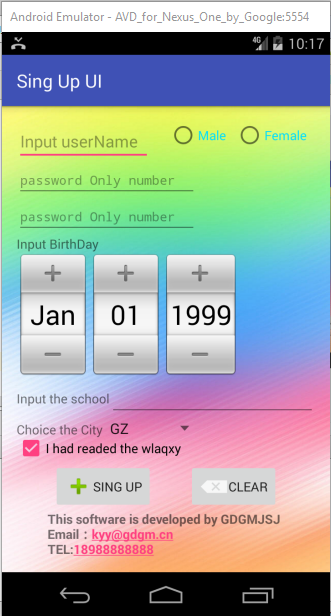 Android Emulator - AVD_for_Nexus_One_by_Google:5554
4G 10:17
Sing Up UI
Input userName Male Female
password Only number
password Only number
Input BirthDay
+ + +
Jan 01 1999
- - -
Input the school
Choice the City GZ
I had readed the wlaqxy
SING UP CLEAR
This software is developed by GDGMJSJ
Email：kyy@gdgm.cn
TEL:18988888888